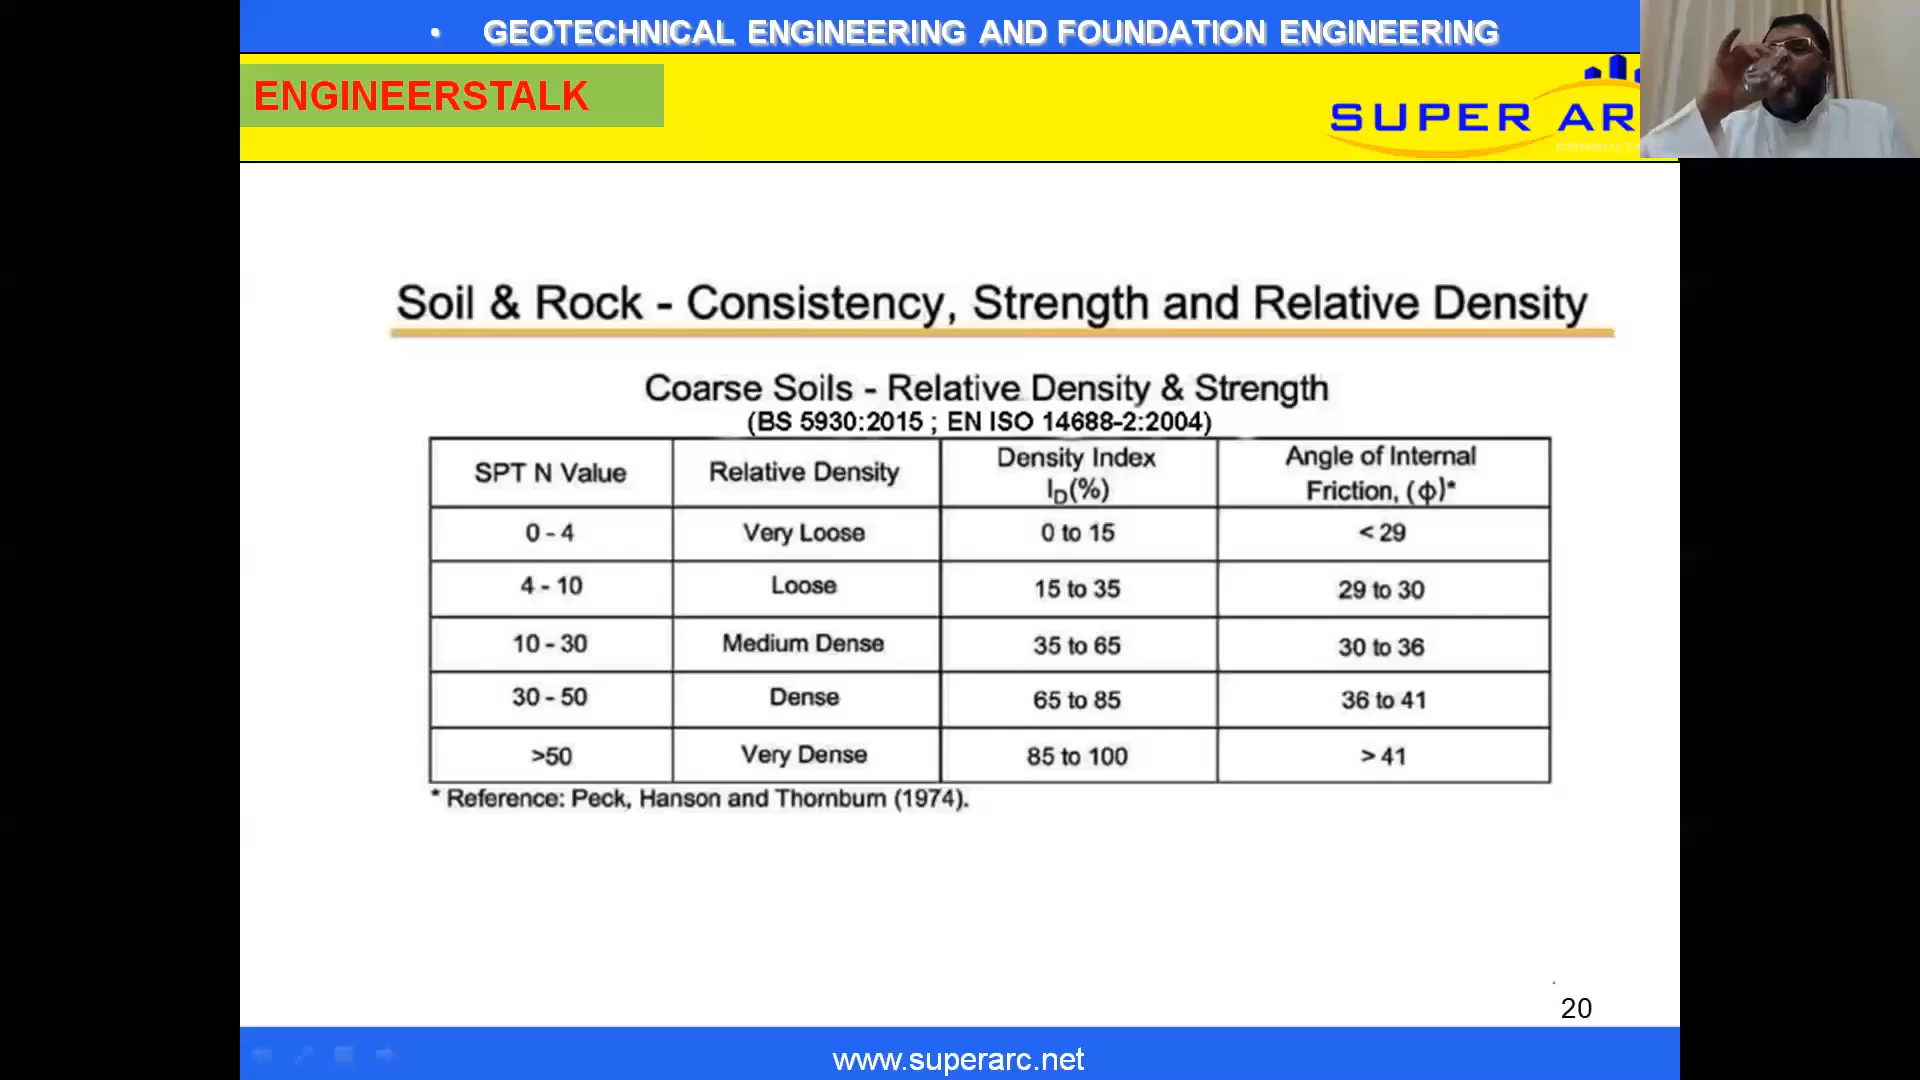 • GEOTECHNICAL ENGINEERING AND FOUNDATION ENGINEERING
ENGINEERSTALK
SUPER AR
CONSULT
Soil & Rock - Consistency, Strength and Relative Density
Coarse Soils - Relative Density & Strength
(BS 5930:2015 ; EN ISO 14688-2:2004)
SPT N Value Relative Density Density Index I_D(%) Angle of Internal Friction, (ϕ)*
0 - 4 Very Loose 0 to 15 < 29
4 - 10 Loose 15 to 35 29 to 30
10 - 30 Medium Dense 35 to 65 30 to 36
30 - 50 Dense 65 to 85 36 to 41
>50 Very Dense 85 to 100 > 41
* Reference: Peck, Hanson and Thornburn (1974).
20
www.superarc.net